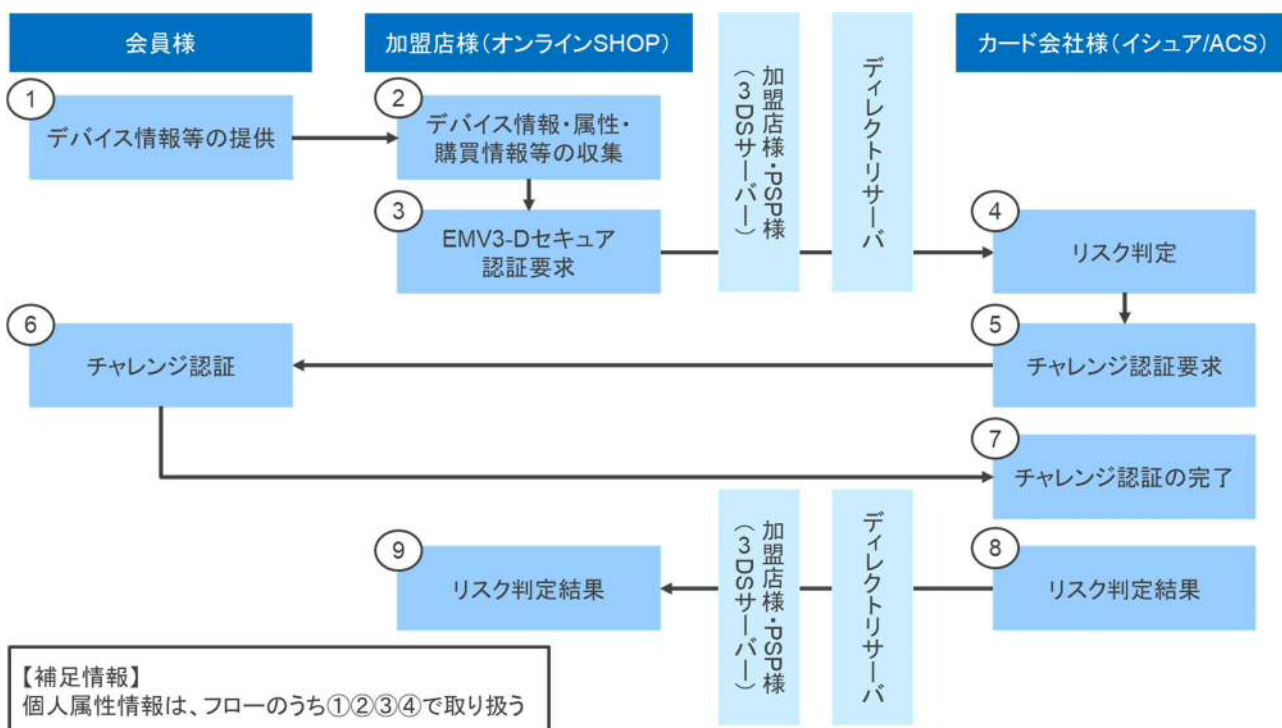 会員様
加盟店様(オンラインSHOP)
加盟店様・PSP様
(3DSサーバー)
ディレクトリサーバ
カード会社様(イシュア/ACS)
1
デバイス情報等の提供
2
デバイス情報・属性・
購買情報等の収集
3
EMV3-Dセキュア
認証要求
4
リスク判定
5
チャレンジ認証要求
6
チャレンジ認証
7
チャレンジ認証の完了
8
リスク判定結果
ディレクトリサーバ
加盟店様・PSP様
(3DSサーバー)
9
リスク判定結果
【補足情報】
個人属性情報は、フローのうち①②③④で取り扱う